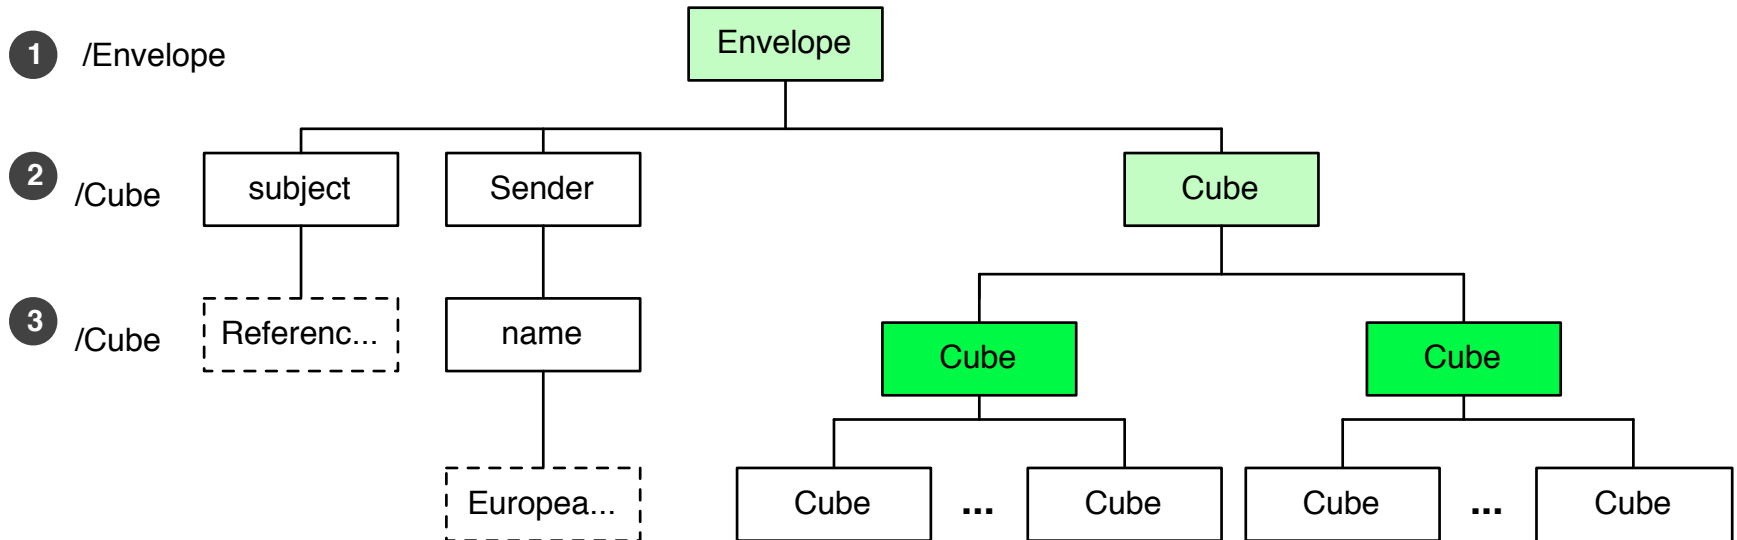 1 /Envelope Envelope
2 /Cube subject Sender Cube
3 /Cube Referenc... name Cube Cube
Europea... Cube ... Cube Cube ... Cube